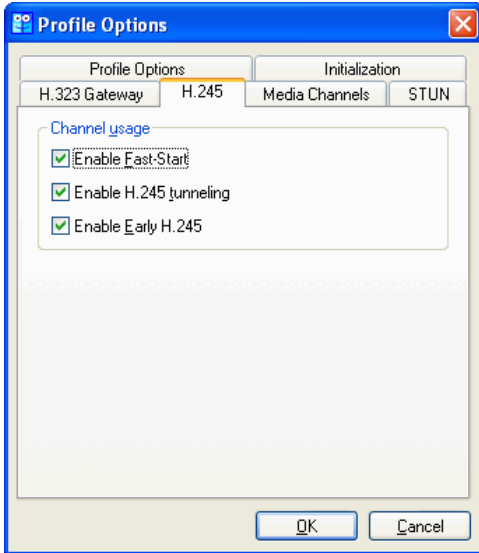 Profile Options
Profile Options Initialization
H.323 Gateway H.245 Media Channels STUN
Channel usage
Enable Fast-Start
Enable H.245 tunneling
Enable Early H.245
OK Cancel